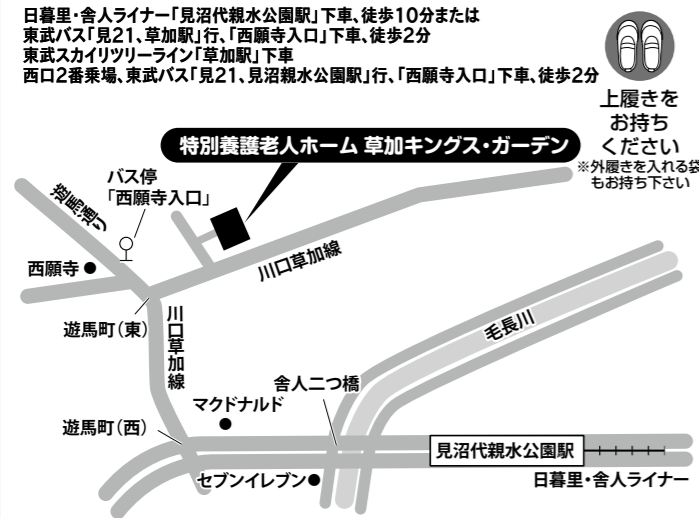 日暮里・舎人ライナー「見沼代親水公園駅」下車、徒歩10分または
東武バス「見21、草加駅」行、「西願寺入口」下車、徒歩2分
東武スカイツリーライン「草加駅」下車
西口2番乗場、東武バス「見21、見沼親水公園駅」行、「西願寺入口」下車、徒歩2分
上履きを
お持ち
ください
※外履きを入れる袋
もお持ち下さい
特別養護老人ホーム 草加キングス・ガーデン
バス停
「西願寺入口」
遊馬通り
西願寺
川口草加線
遊馬町(東)
川口草加線
毛長川
舎人二つ橋
マクドナルド
遊馬町(西)
見沼代親水公園駅
セブンイレブン
日暮里・舎人ライナー